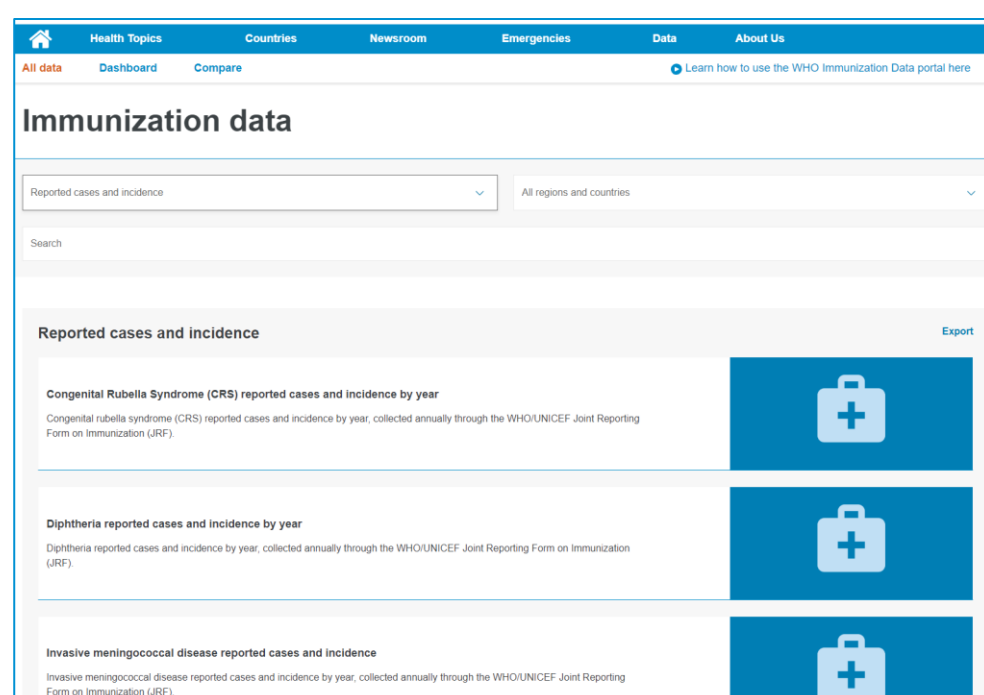 Health Topics Countries Newsroom Emergencies Data About Us
All data Dashboard Compare Learn how to use the WHO Immunization Data portal here
Immunization data
Reported cases and incidence All regions and countries
Search
Reported cases and incidence Export
Congenital Rubella Syndrome (CRS) reported cases and incidence by year
Congenital rubella syndrome (CRS) reported cases and incidence by year, collected annually through the WHO/UNICEF Joint Reporting
Form on Immunization (JRF).
Diphtheria reported cases and incidence by year
Diphtheria reported cases and incidence by year, collected annually through the WHO/UNICEF Joint Reporting Form on Immunization
(JRF).
Invasive meningococcal disease reported cases and incidence
Invasive meningococcal disease reported cases and incidence by year, collected annually through the WHO/UNICEF Joint Reporting
Form on Immunization (JRF).